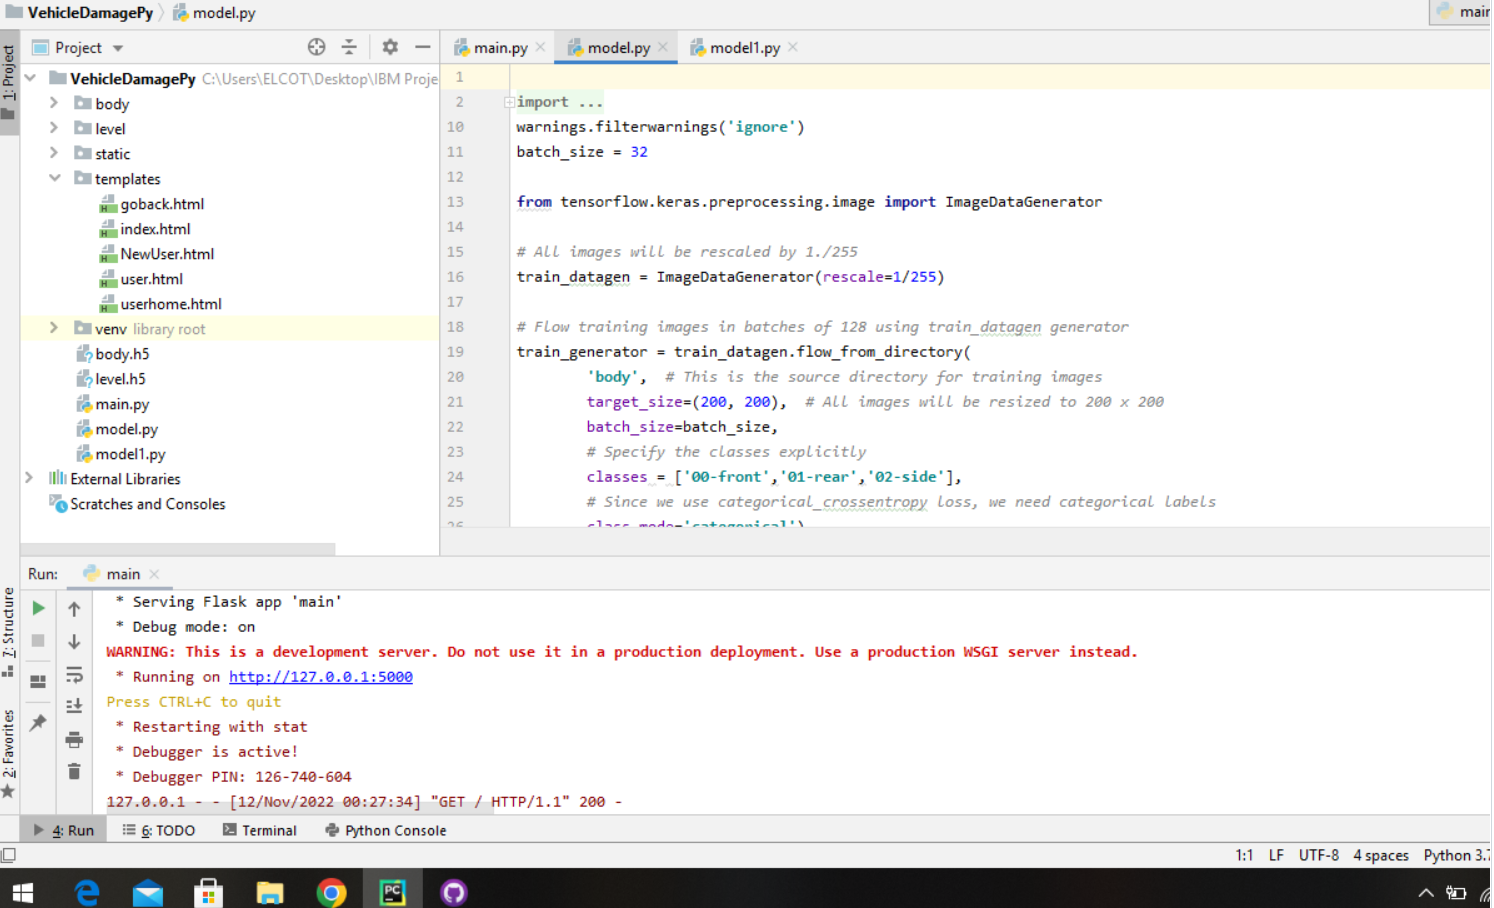 VehicleDamagePy model.py
main
Project
main.py model.py model1.py
1: Project
VehicleDamagePy C:\Users\ELCOT\Desktop\IBM Proje
body
level
static
templates
goback.html
index.html
NewUser.html
user.html
userhome.html
venv library root
body.h5
level.h5
main.py
model.py
model1.py
External Libraries
Scratches and Consoles
1
2 import ...
10 warnings.filterwarnings('ignore')
11 batch_size = 32
12
13 from tensorflow.keras.preprocessing.image import ImageDataGenerator
14
15 # All images will be rescaled by 1./255
16 train_datagen = ImageDataGenerator(rescale=1/255)
17
18 # Flow training images in batches of 128 using train_datagen generator
19 train_generator = train_datagen.flow_from_directory(
20 'body', # This is the source directory for training images
21 target_size=(200, 200), # All images will be resized to 200 x 200
22 batch_size=batch_size,
23 # Specify the classes explicitly
24 classes = ['00-front','01-rear','02-side'],
25 # Since we use categorical_crossentropy loss, we need categorical labels
26 class_mode='categorical')
Run: main
7: Structure
2: Favorites
* Serving Flask app 'main'
* Debug mode: on
WARNING: This is a development server. Do not use it in a production deployment. Use a production WSGI server instead.
* Running on http://127.0.0.1:5000
Press CTRL+C to quit
* Restarting with stat
* Debugger is active!
* Debugger PIN: 126-740-604
127.0.0.1 - - [12/Nov/2022 00:27:34] "GET / HTTP/1.1" 200 -
4: Run 6: TODO Terminal Python Console
1:1 LF UTF-8 4 spaces Python 3.7
PC